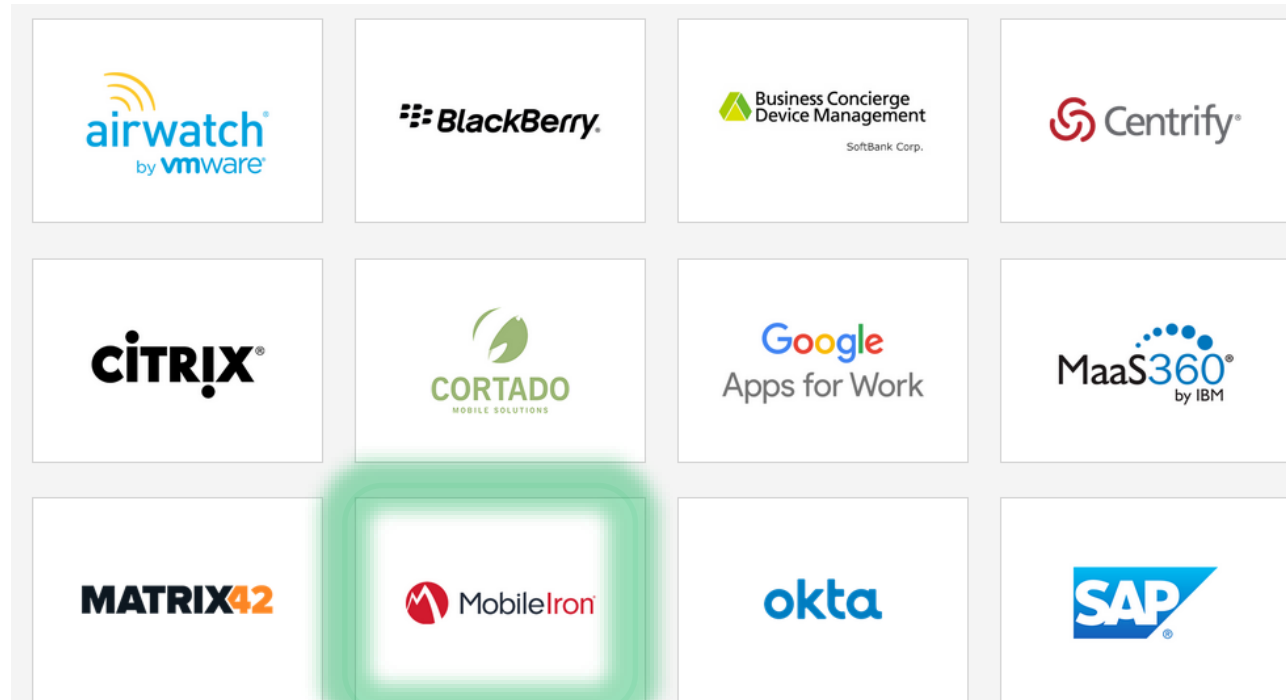 airwatch®
by vmware®
BlackBerry®
Business Concierge
Device Management
SoftBank Corp.
Centrify®
CiTRIX®
CORTADO
MOBILE SOLUTIONS
Google
Apps for Work
MaaS360®
by IBM
MATRIX42
MobileIron
okta
SAP®